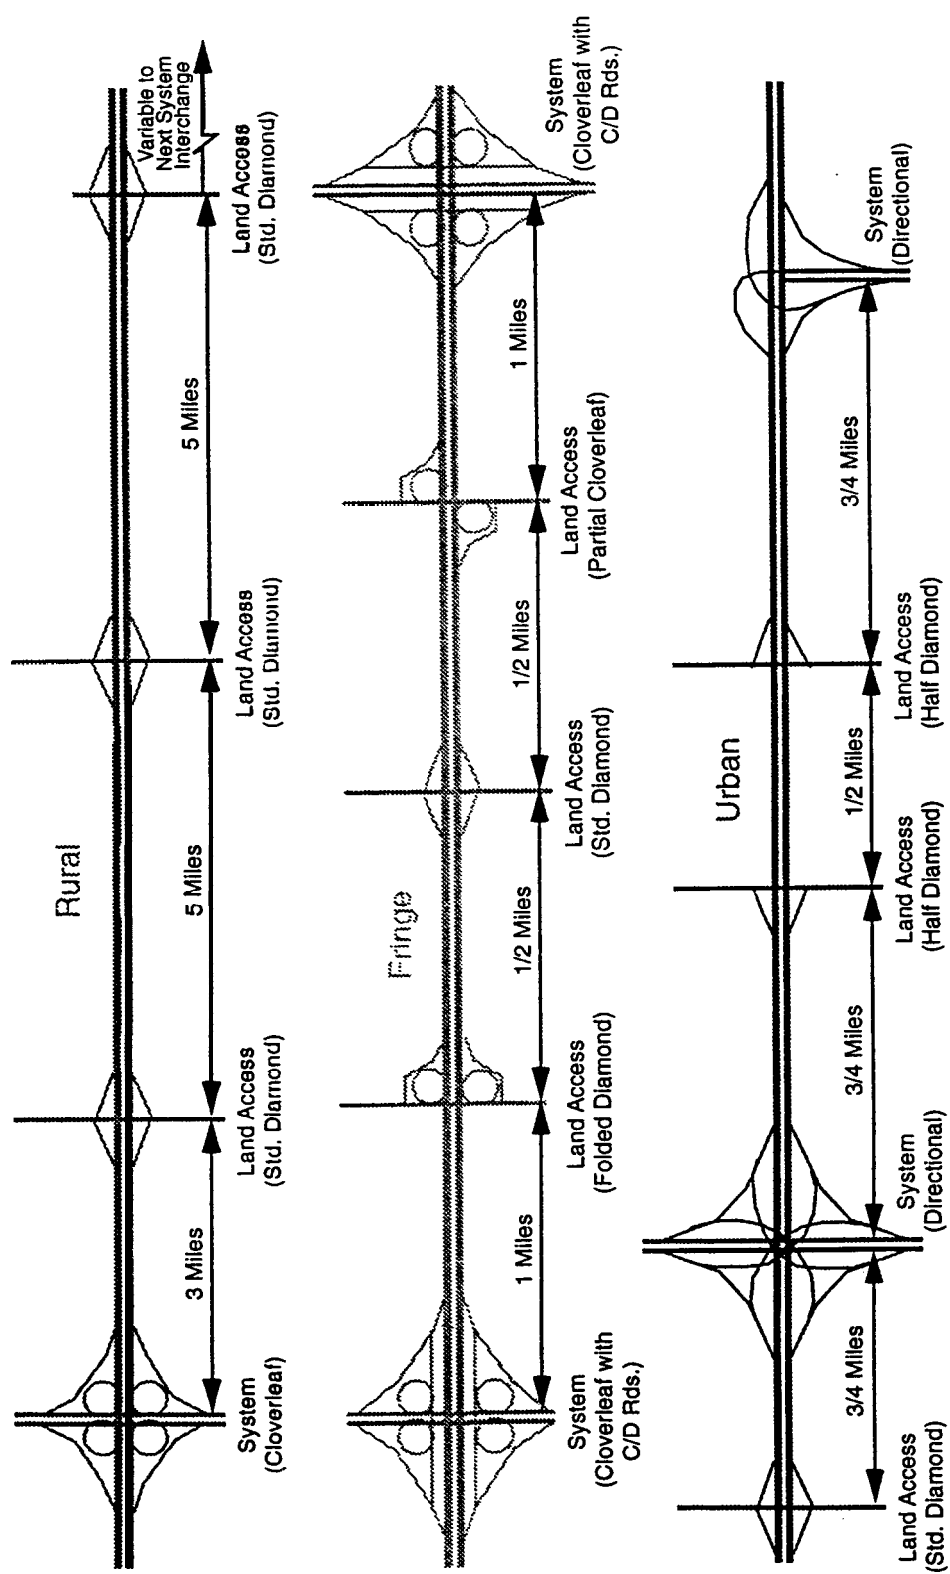 Rural
Variable to
Next System
Interchange
3 Miles
5 Miles
5 Miles
System
(Cloverleaf)
Land Access
(Std. Diamond)
Land Access
(Std. Diamond)
Land Access
(Std. Diamond)
Fringe
1 Miles
1/2 Miles
1/2 Miles
1 Miles
System
(Cloverleaf with
C/D Rds.)
Land Access
(Folded Diamond)
Land Access
(Std. Diamond)
Land Access
(Partial Cloverleaf)
System
(Cloverleaf with
C/D Rds.)
Urban
3/4 Miles
3/4 Miles
1/2 Miles
3/4 Miles
Land Access
(Std. Diamond)
System
(Directional)
Land Access
(Half Diamond)
Land Access
(Half Diamond)
System
(Directional)